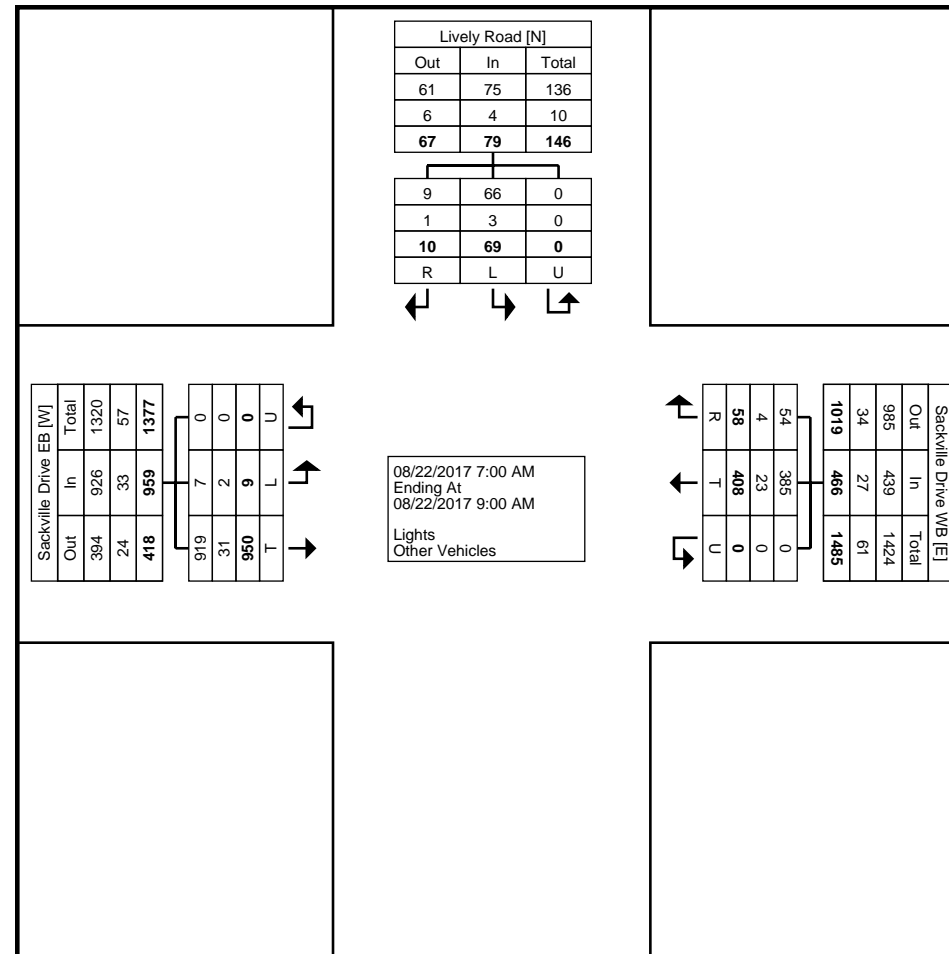 Lively Road [N]
Out In Total
61 75 136
6 4 10
67 79 146
9 66 0
1 3 0
10 69 0
R L U
Sackville Drive EB [W]
Total In Out
1320 926 394
57 33 24
1377 959 418
0 7 919
0 2 31
0 9 950
U L T
08/22/2017 7:00 AM
Ending At
08/22/2017 9:00 AM
Lights
Other Vehicles
Sackville Drive WB [E]
Out In Total
985 439 1424
34 27 61
1019 466 1485
54 385 0
4 23 0
58 408 0
R T U